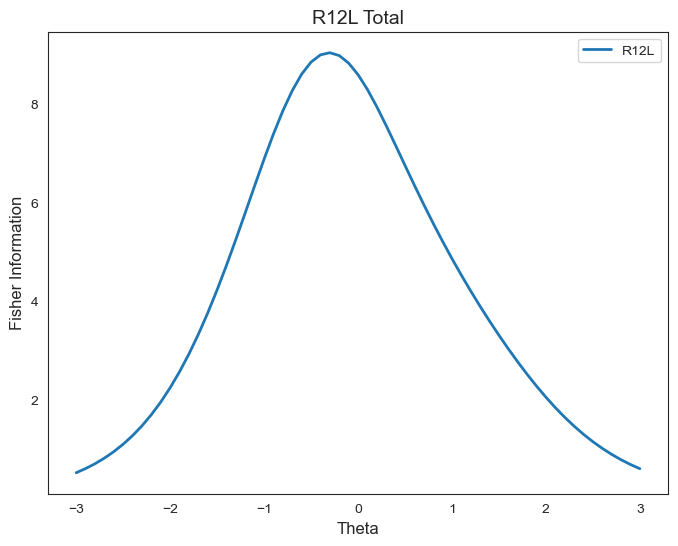 R12L Total
R12L
Fisher Information
8
6
4
2
−3 −2 −1 0 1 2 3
Theta